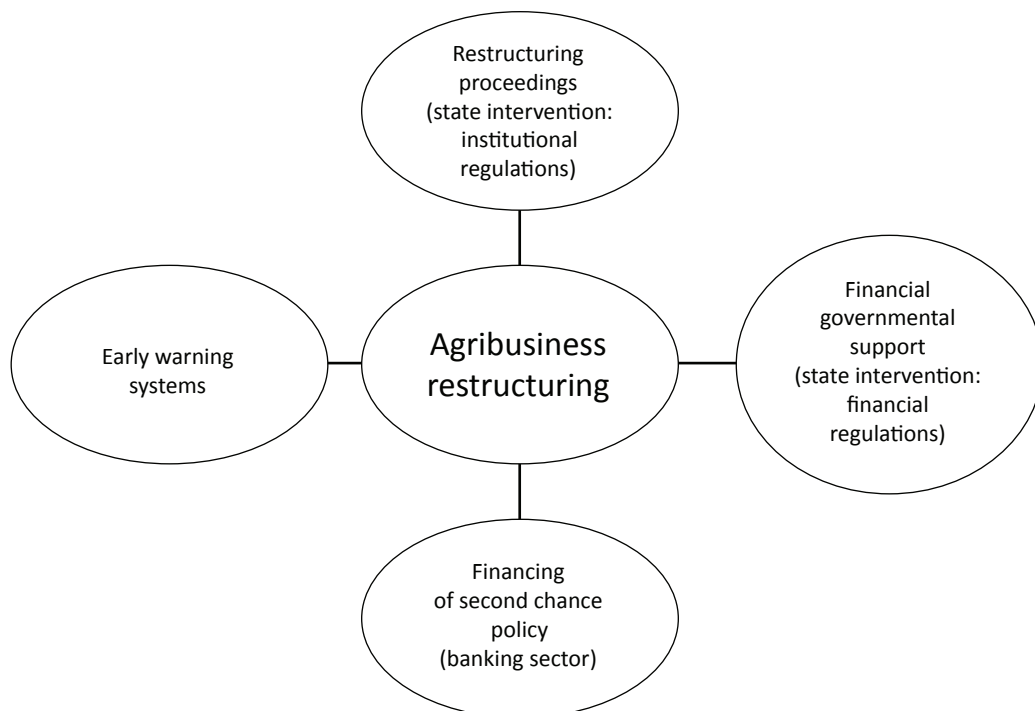 Restructuring
proceedings
(state intervention:
institutional
regulations)
Early warning
systems
Agribusiness
restructuring
Financial
governmental
support
(state intervention:
financial
regulations)
Financing
of second chance
policy
(banking sector)